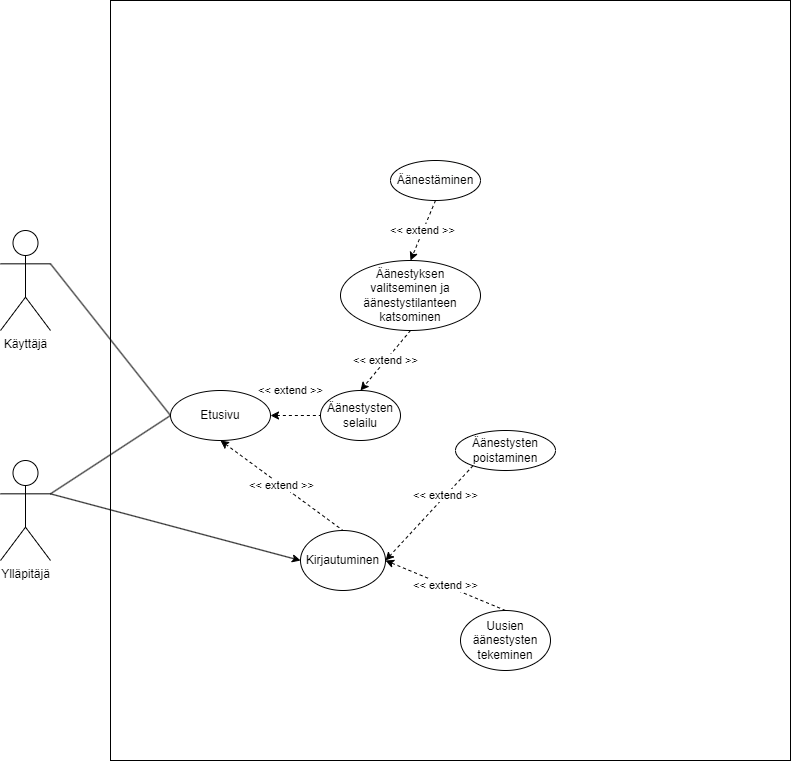 Äänestäminen
<< extend >>
Äänestyksen
valitseminen ja
äänestystilanteen
katsominen
Käyttäjä
<< extend >>
<< extend >>
Etusivu
Äänestysten
selailu
Äänestysten
poistaminen
<< extend >>
<< extend >>
Kirjautuminen
Ylläpitäjä
<< extend >>
Uusien
äänestysten
tekeminen